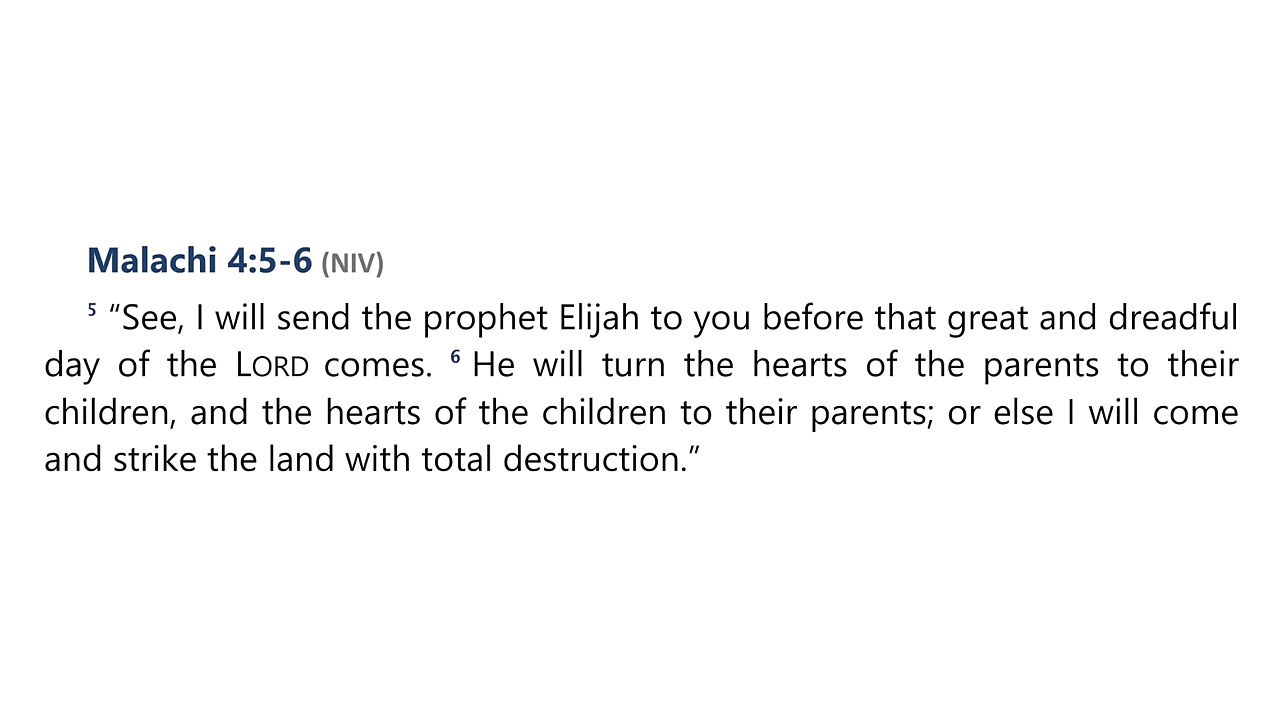 Malachi 4:5-6 (NIV)
5 “See, I will send the prophet Elijah to you before that great and dreadful
day of the LORD comes. 6 He will turn the hearts of the parents to their
children, and the hearts of the children to their parents; or else I will come
and strike the land with total destruction.”